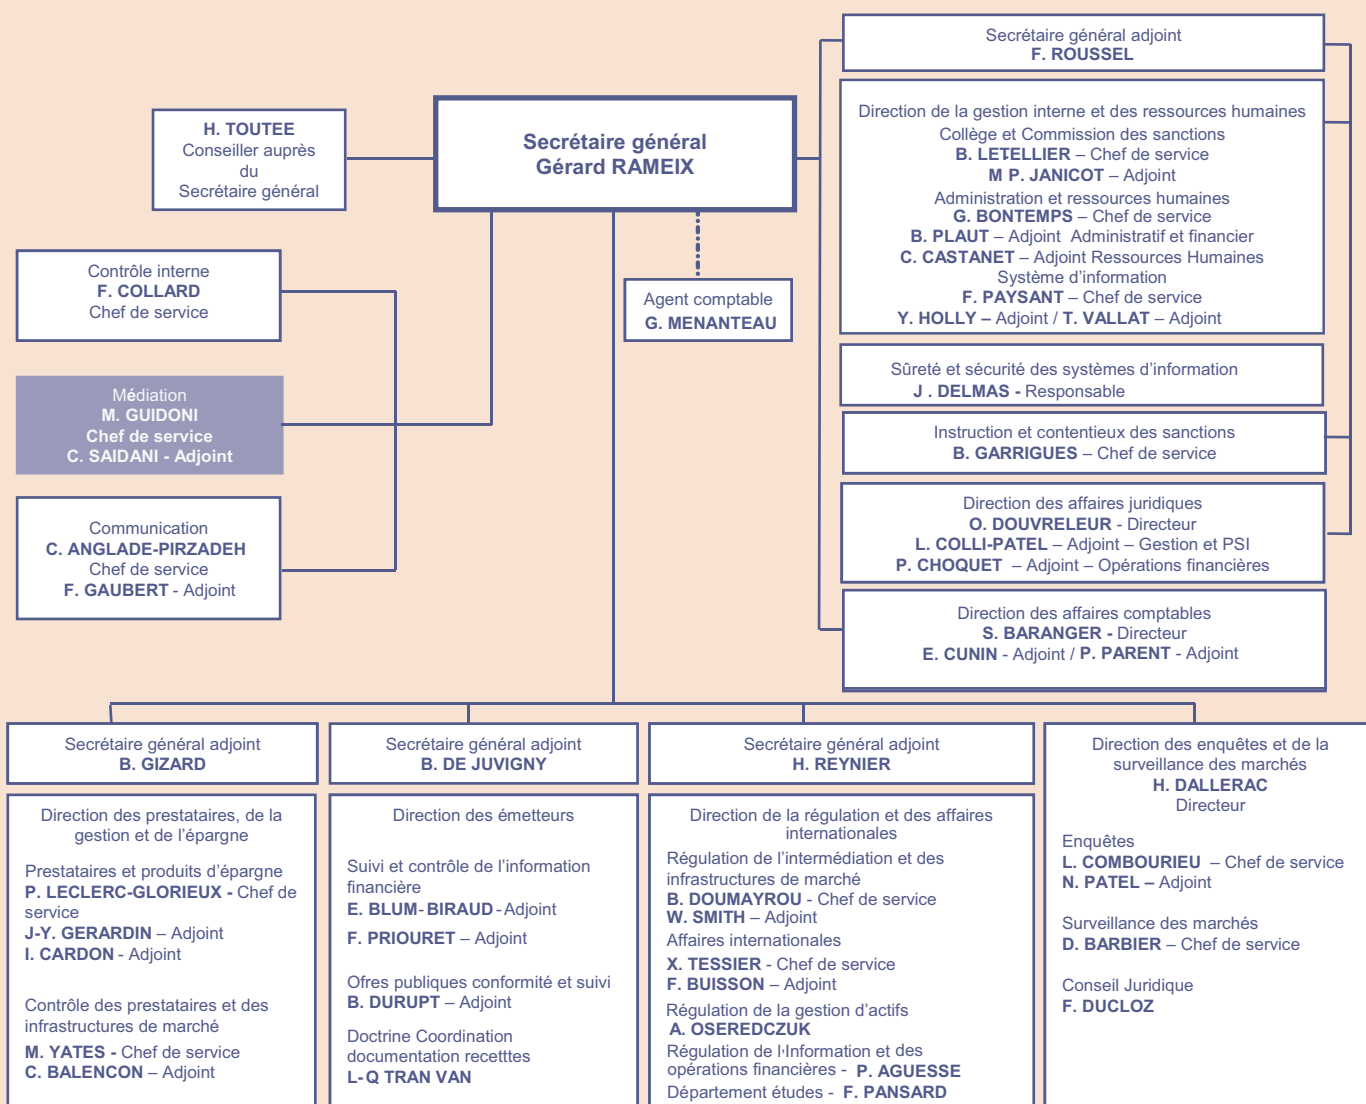 Secrétaire général adjoint
F. ROUSSEL
H. TOUTEE
Conseiller auprès
du
Secrétaire général
Secrétaire général
Gérard RAMEIX
Direction de la gestion interne et des ressources humaines
Collège et Commission des sanctions
B. LETELLIER – Chef de service
M P. JANICOT – Adjoint
Administration et ressources humaines
G. BONTEMPS – Chef de service
B. PLAUT – Adjoint Administratif et financier
C. CASTANET – Adjoint Ressources Humaines
Système d’information
F. PAYSANT – Chef de service
Y. HOLLY – Adjoint / T. VALLAT – Adjoint
Contrôle interne
F. COLLARD
Chef de service
Agent comptable
G. MENANTEAU
Sûreté et sécurité des systèmes d’information
J . DELMAS - Responsable
Médiation
M. GUIDONI
Chef de service
C. SAIDANI - Adjoint
Instruction et contentieux des sanctions
B. GARRIGUES – Chef de service
Communication
C. ANGLADE-PIRZADEH
Chef de service
F. GAUBERT - Adjoint
Direction des affaires juridiques
O. DOUVRELEUR - Directeur
L. COLLI-PATEL – Adjoint – Gestion et PSI
P. CHOQUET – Adjoint – Opérations financières
Direction des affaires comptables
S. BARANGER - Directeur
E. CUNIN - Adjoint / P. PARENT - Adjoint
Secrétaire général adjoint
B. GIZARD
Direction des prestataires, de la
gestion et de l’épargne
Prestataires et produits d’épargne
P. LECLERC-GLORIEUX - Chef de
service
J-Y. GERARDIN – Adjoint
I. CARDON - Adjoint
Contrôle des prestataires et des
infrastructures de marché
M. YATES - Chef de service
C. BALENCON – Adjoint
Secrétaire général adjoint
B. DE JUVIGNY
Direction des émetteurs
Suivi et contrôle de l’information
financière
E. BLUM-BIRAUD-Adjoint
F. PRIOURET – Adjoint
Ofres publiques conformité et suivi
B. DURUPT – Adjoint
Doctrine Coordination
documentation recetttes
L-Q TRAN VAN
Secrétaire général adjoint
H. REYNIER
Direction de la régulation et des affaires
internationales
Régulation de l’intermédiation et des
infrastructures de marché
B. DOUMAYROU - Chef de service
W. SMITH – Adjoint
Affaires internationales
X. TESSIER - Chef de service
F. BUISSON – Adjoint
Régulation de la gestion d’actifs
A. OSEREDCZUK
Régulation de l’Information et des
opérations financières - P. AGUESSE
Département études - F. PANSARD
Direction des enquêtes et de la
surveillance des marchés
H. DALLERAC
Directeur
Enquêtes
L. COMBOURIEU – Chef de service
N. PATEL – Adjoint
Surveillance des marchés
D. BARBIER – Chef de service
Conseil Juridique
F. DUCLOZ